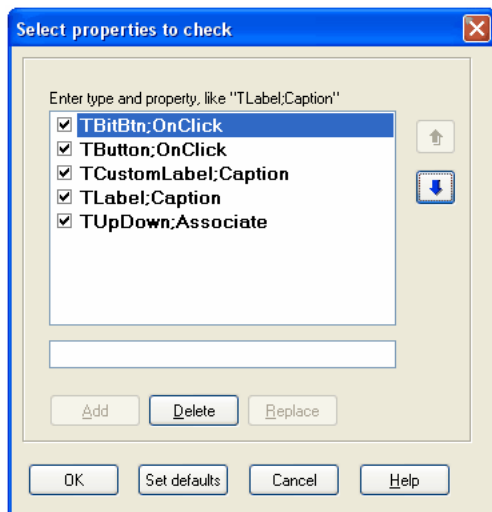 Select properties to check
Enter type and property, like "TLabel;Caption"
TBitBtn;OnClick
TButton;OnClick
TCustomLabel;Caption
TLabel;Caption
TUpDown;Associate
Add Delete Replace
OK Set defaults Cancel Help